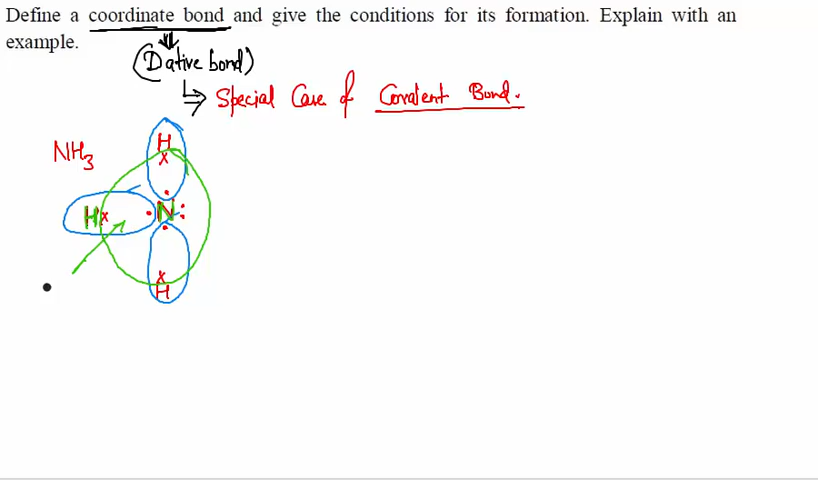 Define a coordinate bond and give the conditions for its formation. Explain with an
example.
(Dative bond)
Special Case of Covalent Bond.
NH3
H
x
Hx N :
x
H